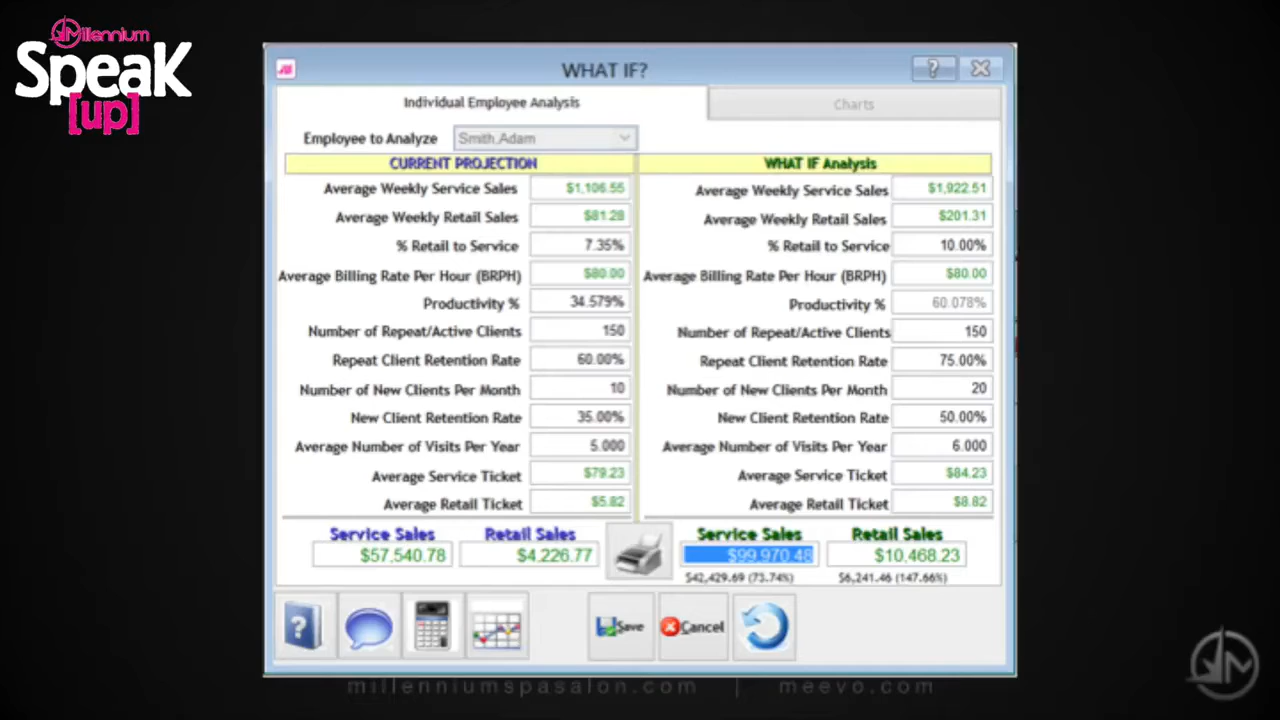 Millennium
SpeaK
[up]
WHAT IF?
?
Individual Employee Analysis
Charts
Employee to Analyze
Smith,Adam
CURRENT PROJECTION
WHAT IF Analysis
Average Weekly Service Sales $1,106.55
Average Weekly Service Sales $1,922.51
Average Weekly Retail Sales $81.28
Average Weekly Retail Sales $201.31
% Retail to Service 7.35%
% Retail to Service 10.00%
Average Billing Rate Per Hour (BRPH) $80.00
Average Billing Rate Per Hour (BRPH) $80.00
Productivity % 34.579%
Productivity % 60.078%
Number of Repeat/Active Clients 150
Number of Repeat/Active Clients 150
Repeat Client Retention Rate 60.00%
Repeat Client Retention Rate 75.00%
Number of New Clients Per Month 10
Number of New Clients Per Month 20
New Client Retention Rate 35.00%
New Client Retention Rate 50.00%
Average Number of Visits Per Year 5.000
Average Number of Visits Per Year 6.000
Average Service Ticket $79.23
Average Service Ticket $84.23
Average Retail Ticket $5.82
Average Retail Ticket $8.82
Service Sales Retail Sales
$57,540.78 $4,226.77
Service Sales Retail Sales
$99,970.48 $10,468.23
$42,429.69 (73.74%) $6,241.46 (147.66%)
?
Save
Cancel
millenniumspasalon.com | meevo.com